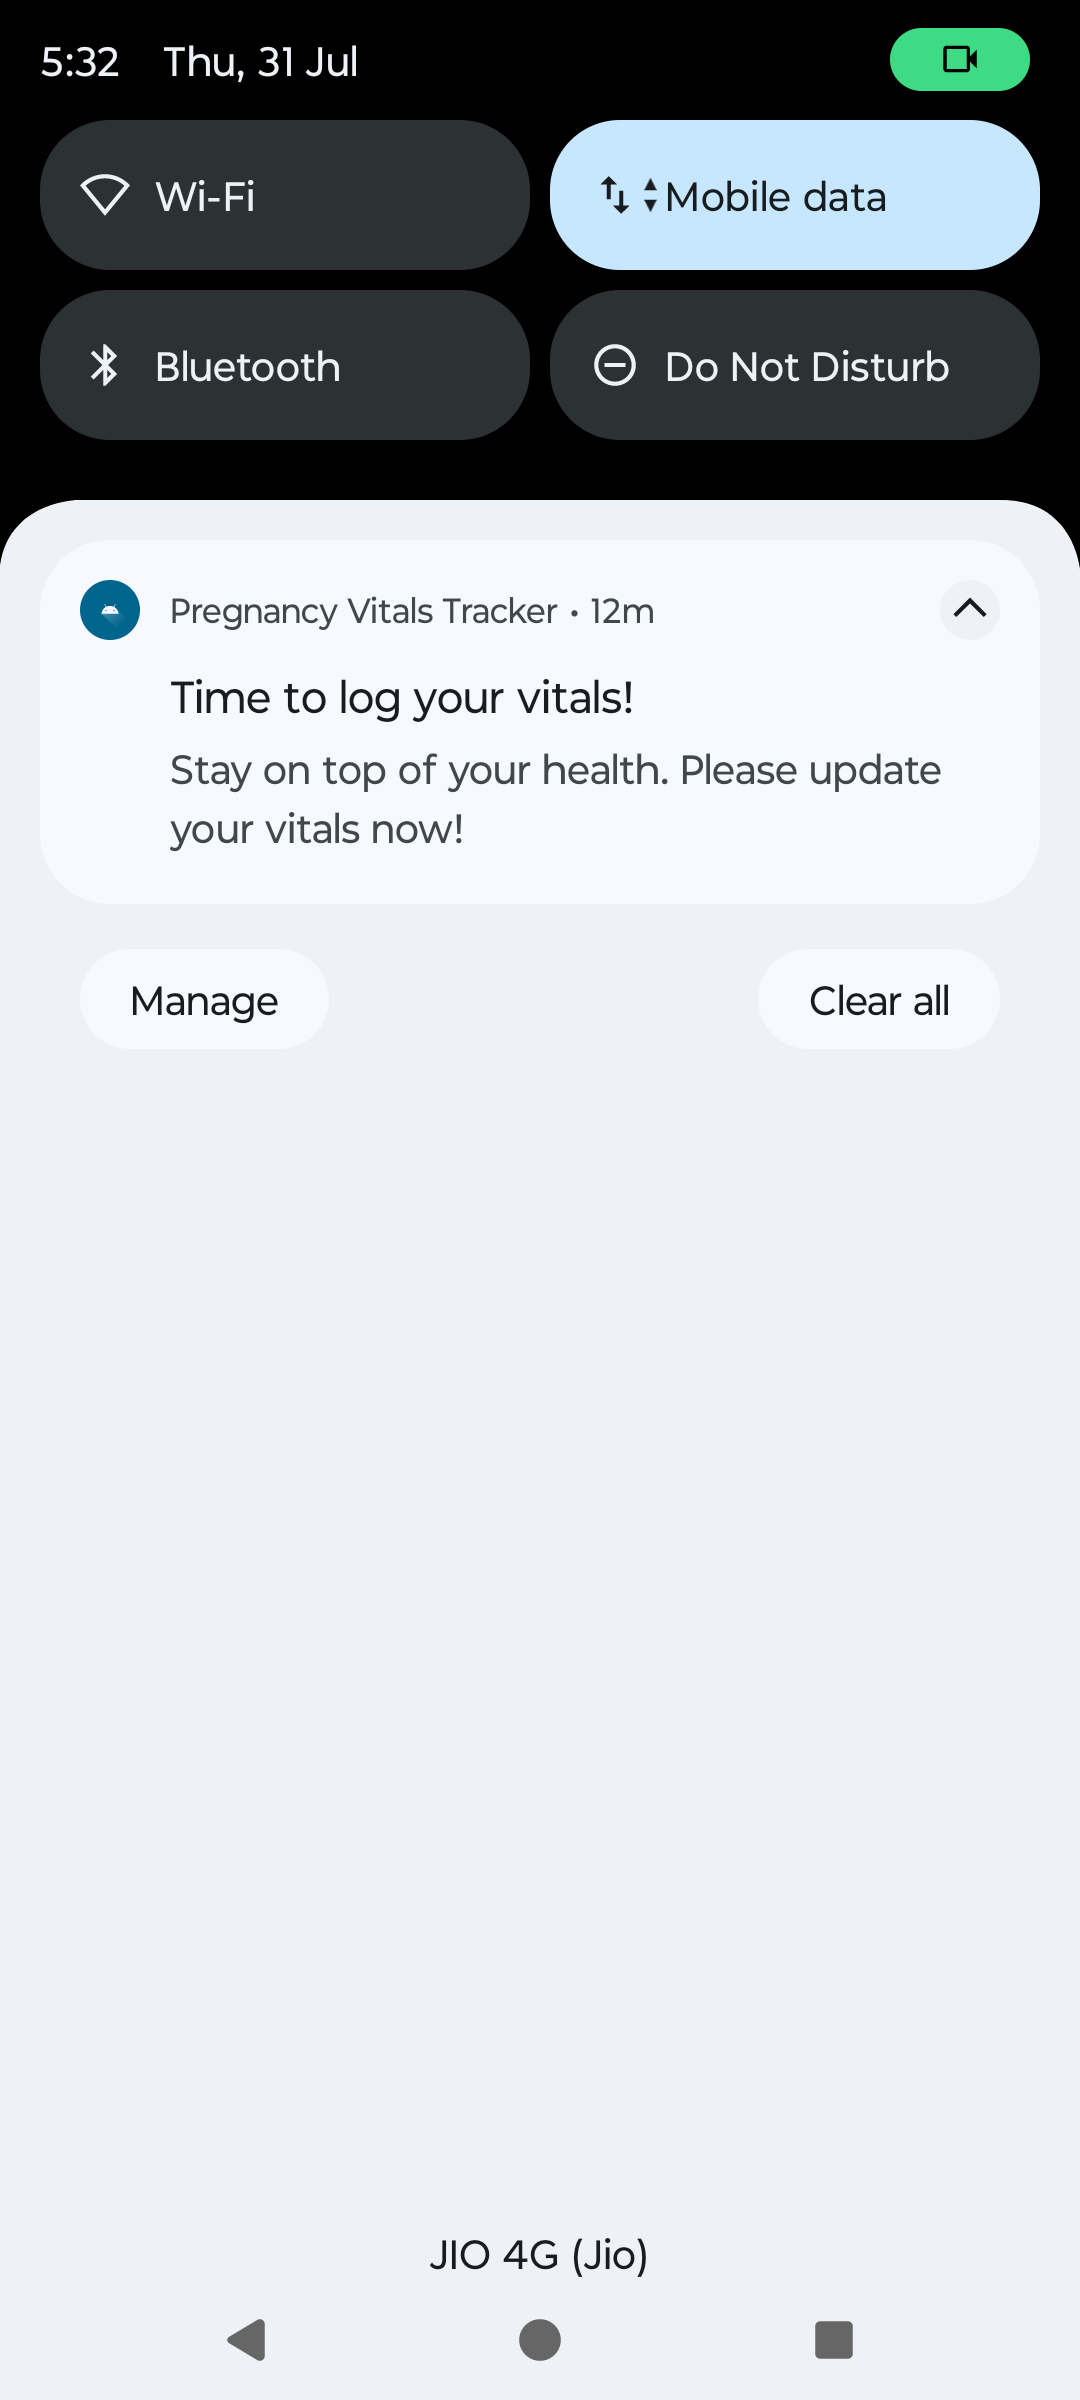 5:32 Thu, 31 Jul
Wi-Fi
Mobile data
Bluetooth
Do Not Disturb
Pregnancy Vitals Tracker • 12m
Time to log your vitals!
Stay on top of your health. Please update
your vitals now!
Manage
Clear all
JIO 4G (Jio)